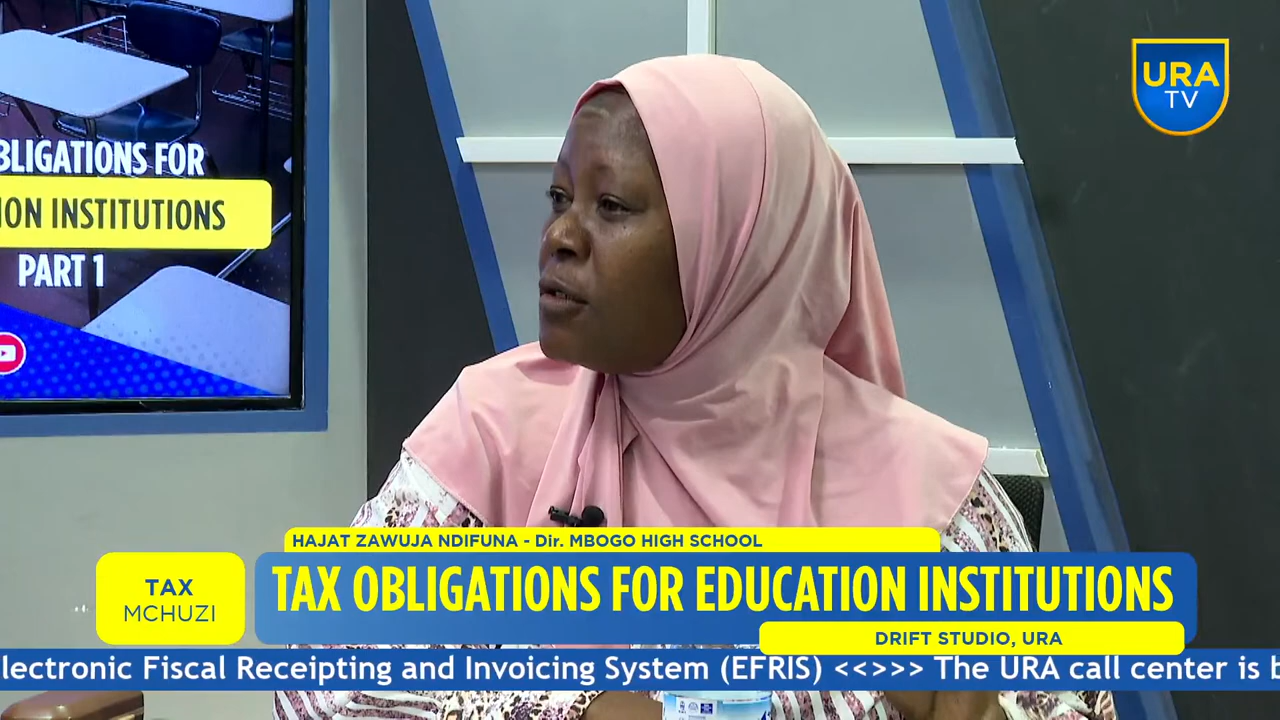 URA
TV
BLIGATIONS FOR
ION INSTITUTIONS
PART 1
HAJAT ZAWUJA NDIFUNA - Dir. MBOGO HIGH SCHOOL
TAX
MCHUZI
TAX OBLIGATIONS FOR EDUCATION INSTITUTIONS
DRIFT STUDIO, URA
lectronic Fiscal Receipting and Invoicing System (EFRIS) <<>>> The URA call center is b